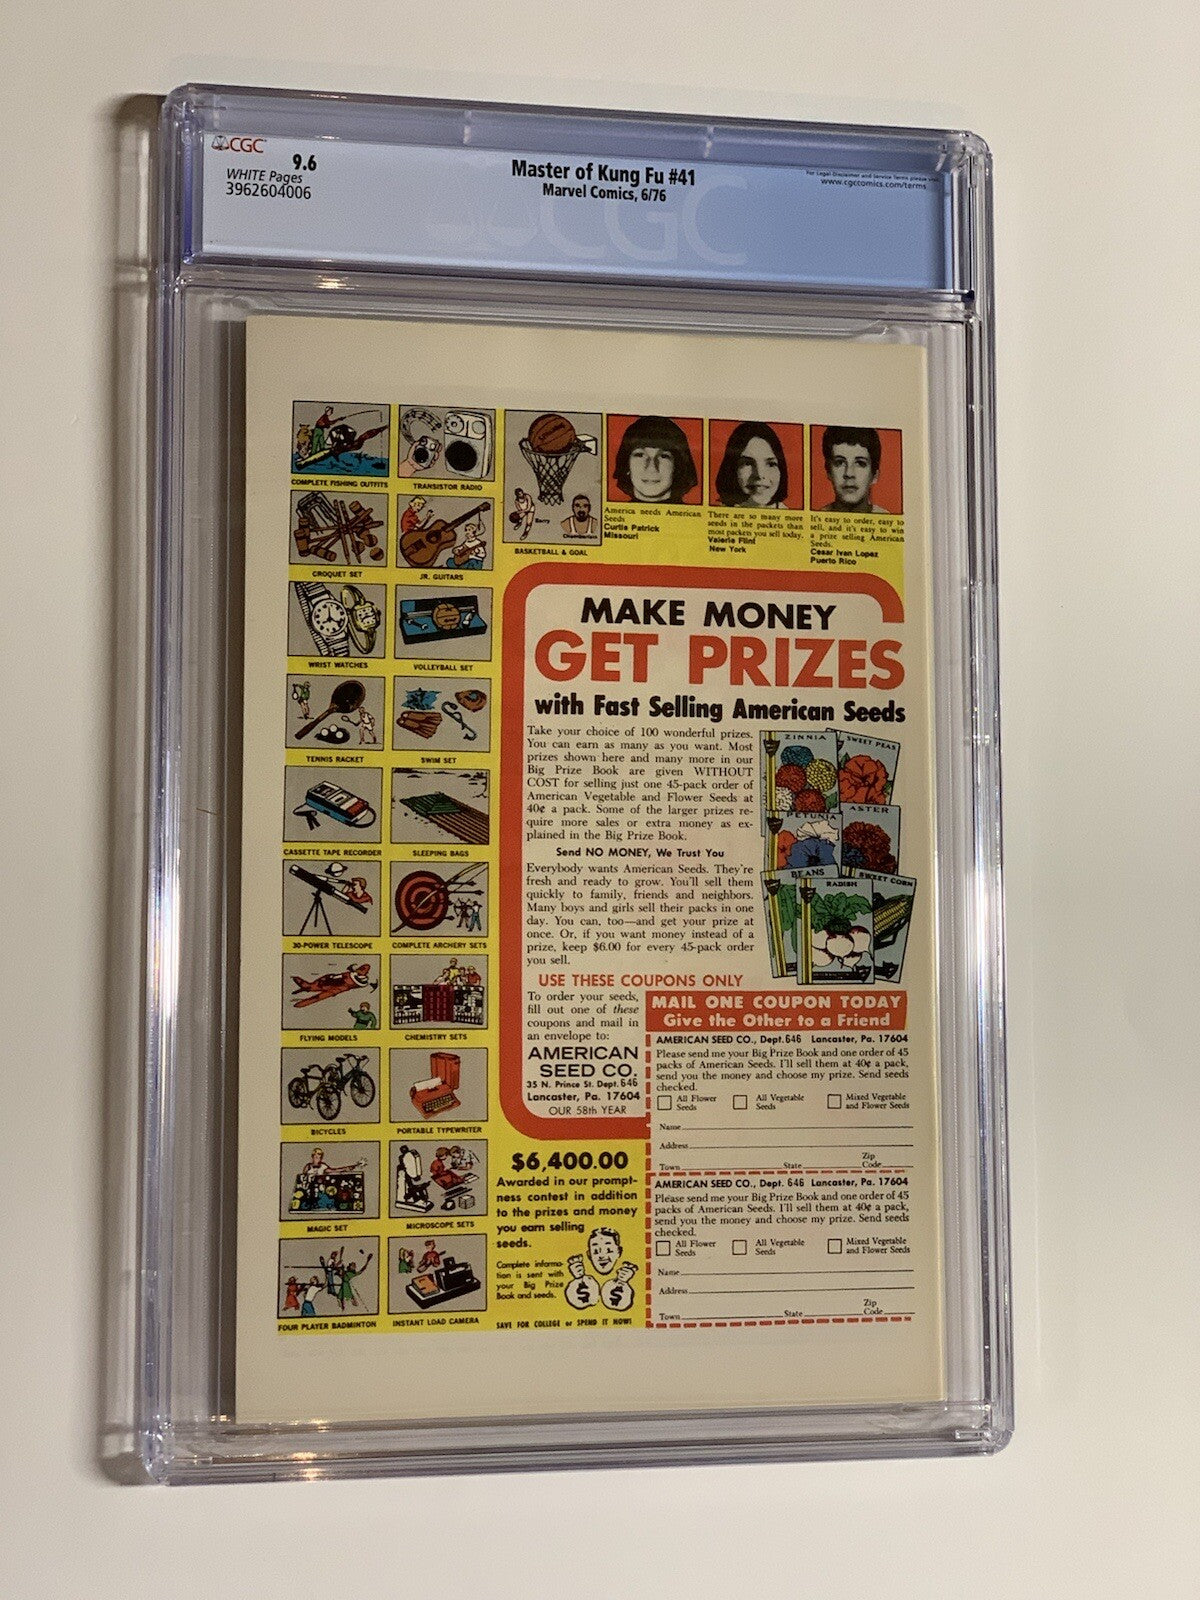 CGC
9.6
WHITE Pages
3962604006
Master of Kung Fu #41
Marvel Comics, 6/76
For Legal Disclaimer and Service Terms please visit
www.cgccomics.com/terms
CGC
COMPLETE FISHING OUTFITS
TRANSISTOR RADIO
CROQUET SET
JR. GUITARS
WRIST WATCHES
VOLLEYBALL SET
TENNIS RACKET
SWIM SET
CASSETTE TAPE RECORDER
SLEEPING BAGS
30-POWER TELESCOPE
COMPLETE ARCHERY SETS
FLYING MODELS
CHEMISTRY SETS
BICYCLES
PORTABLE TYPEWRITER
MAGIC SET
MICROSCOPE SETS
FOUR PLAYER BADMINTON
INSTANT LOAD CAMERA
Barry
Chamberlain
BASKETBALL & GOAL
America needs American
Seeds
Curtis Patrick
Missouri
There are so many more
seeds in the packets than
most packets you sell today.
Valerie Flint
New York
It's easy to order, easy to
sell, and it's easy to win
a prize selling American
Seeds.
Cesar Ivan Lopez
Puerto Rico
MAKE MONEY
GET PRIZES
with Fast Selling American Seeds
Take your choice of 100 wonderful prizes.
You can earn as many as you want. Most
prizes shown here and many more in our
Big Prize Book are given WITHOUT
COST for selling just one 45-pack order of
American Vegetable and Flower Seeds at
40¢ a pack. Some of the larger prizes re-
quire more sales or extra money as ex-
plained in the Big Prize Book.
Send NO MONEY, We Trust You
Everybody wants American Seeds. They're
fresh and ready to grow. You'll sell them
quickly to family, friends and neighbors.
Many boys and girls sell their packs in one
day. You can, too—and get your prize at
once. Or, if you want money instead of a
prize, keep $6.00 for every 45-pack order
you sell.
ZINNIA
SWEET PEAS
PETUNIA
ASTER
BEANS
RADISH
SWEET CORN
USE THESE COUPONS ONLY
To order your seeds,
fill out one of these
coupons and mail in
an envelope to:
AMERICAN
SEED CO.
35 N. Prince St. Dept. 646
Lancaster, Pa. 17604
OUR 58th YEAR
MAIL ONE COUPON TODAY
Give the Other to a Friend
AMERICAN SEED CO., Dept. 646 Lancaster, Pa. 17604
Please send me your Big Prize Book and one order of 45
packs of American Seeds. I'll sell them at 40¢ a pack,
send you the money and choose my prize. Send seeds
checked.
All Flower
Seeds
All Vegetable
Seeds
Mixed Vegetable
and Flower Seeds
Name
Address
Town State Zip
Code
AMERICAN SEED CO., Dept. 646 Lancaster, Pa. 17604
Please send me your Big Prize Book and one order of 45
packs of American Seeds. I'll sell them at 40¢ a pack,
send you the money and choose my prize. Send seeds
checked.
All Flower
Seeds
All Vegetable
Seeds
Mixed Vegetable
and Flower Seeds
Name
Address
Town State Zip
Code
$6,400.00
Awarded in our prompt-
ness contest in addition
to the prizes and money
you earn selling
seeds.
Complete informa-
tion is sent with
your Big Prize
Book and seeds.
$ $
SAVE FOR COLLEGE or SPEND IT NOW!